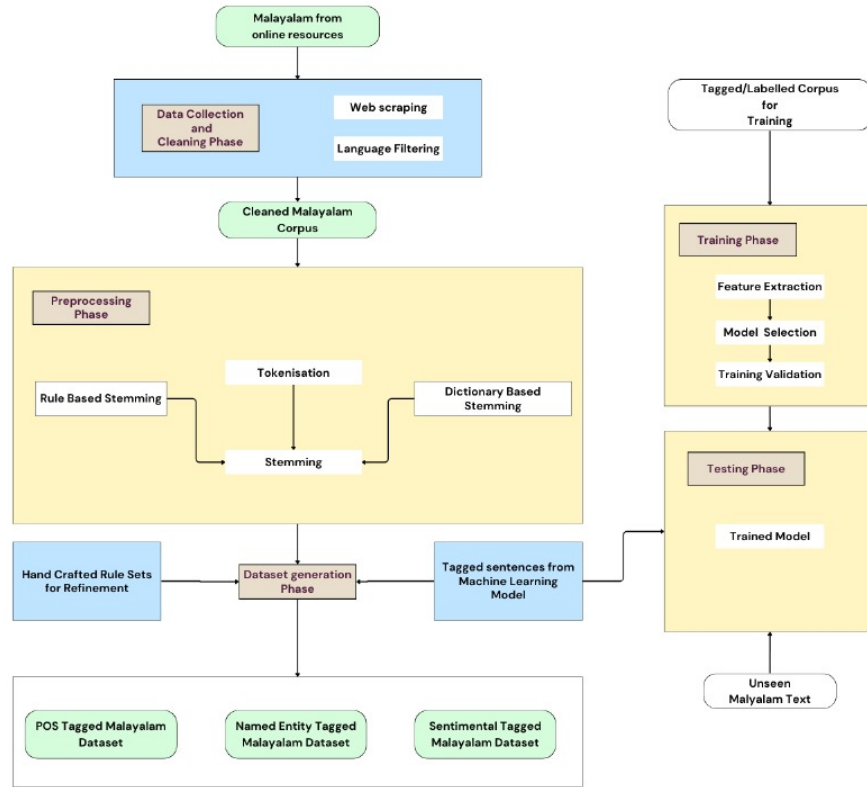 Malayalam from
online resources
Data Collection
and
Cleaning Phase
Web scraping
Language Filtering
Cleaned Malayalam
Corpus
Preprocessing
Phase
Tokenisation
Rule Based Stemming
Dictionary Based
Stemming
Stemming
Hand Crafted Rule Sets
for Refinement
Dataset generation
Phase
Tagged sentences from
Machine Learning
Model
POS Tagged Malayalam
Dataset
Named Entity Tagged
Malayalam Dataset
Sentimental Tagged
Malayalam Dataset
Tagged/Labelled Corpus
for
Training
Training Phase
Feature Extraction
Model Selection
Training Validation
Testing Phase
Trained Model
Unseen
Malyalam Text